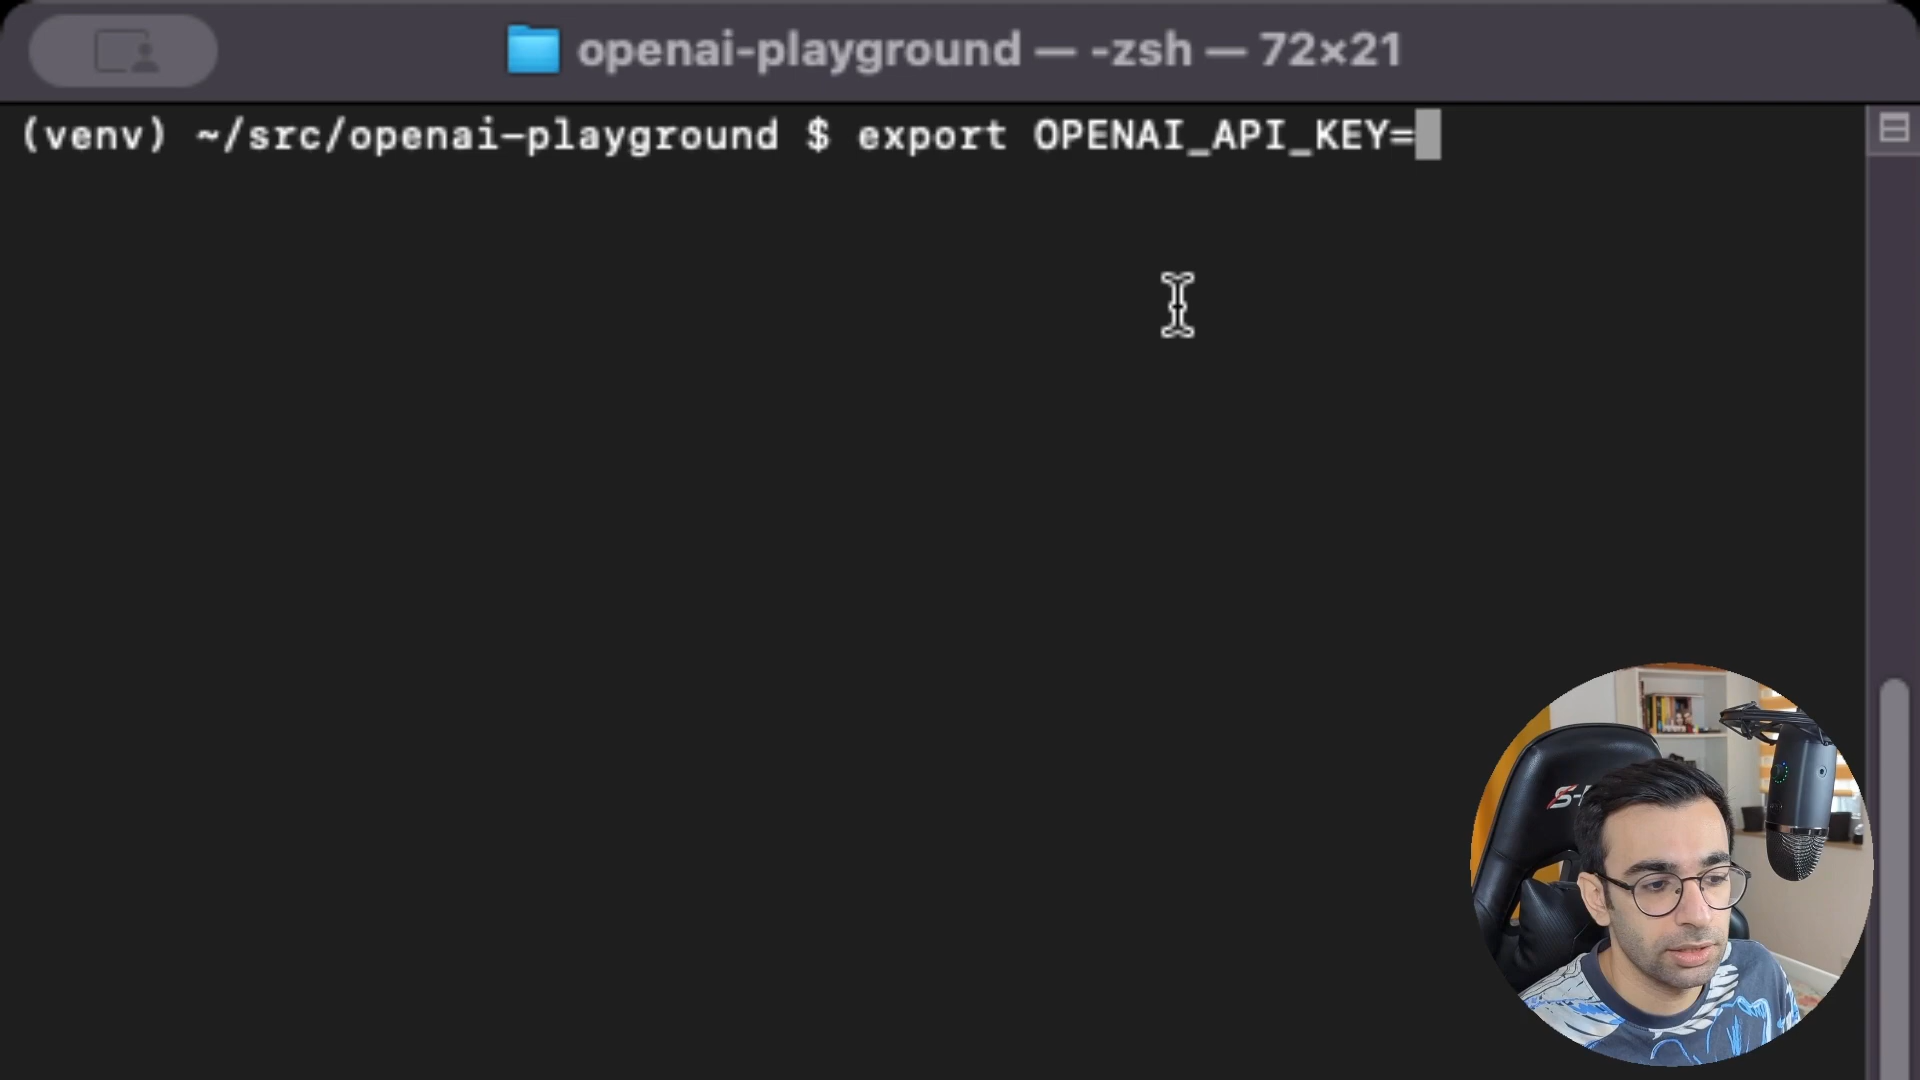 openai-playground — -zsh — 72×21
(venv) ~/src/openai-playground $ export OPENAI_API_KEY=